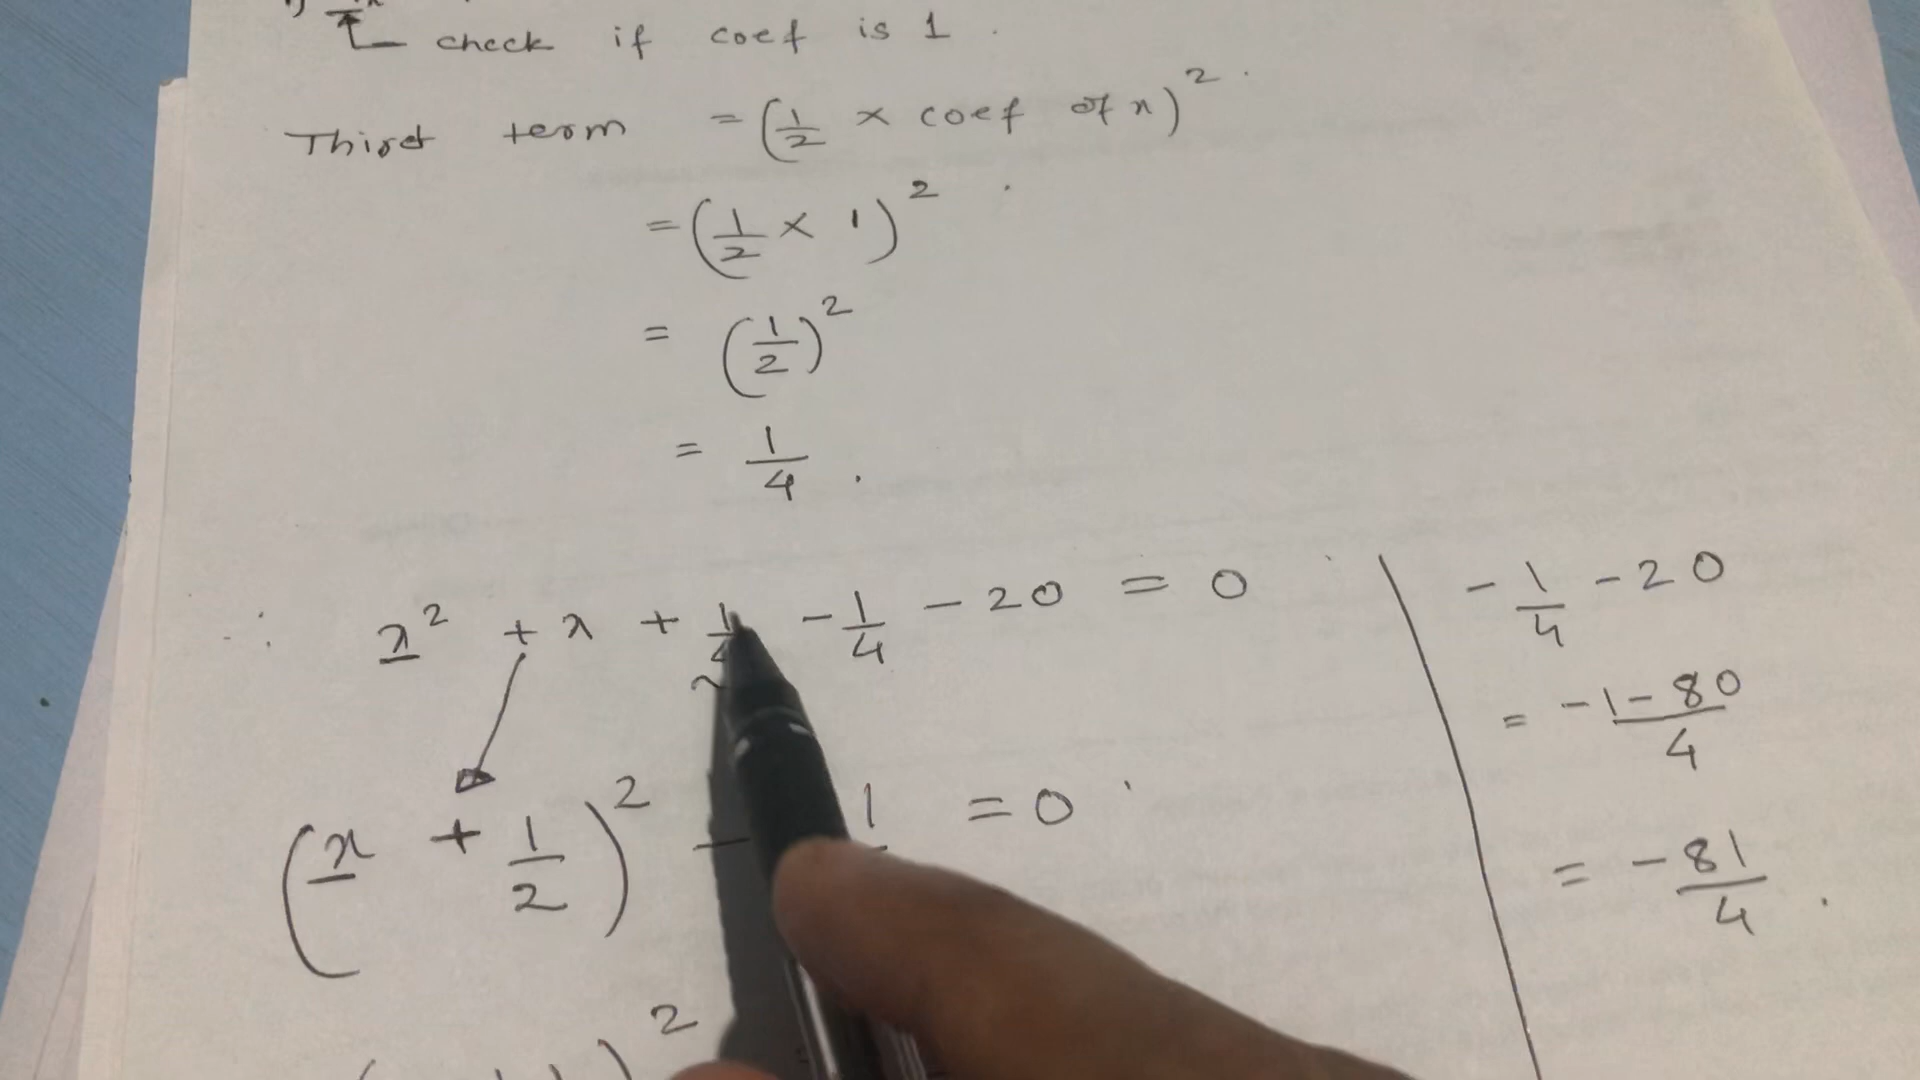 check if coef is 1.
Third term = (1/2 × coef of x)²
= (1/2 × 1)²
= (1/2)²
= 1/4.
∴ x² + x + 1/4 - 1/4 - 20 = 0
(x + 1/2)² - 1 = 0
2
- 1/4 - 20
= -1-80/4
= -81/4.